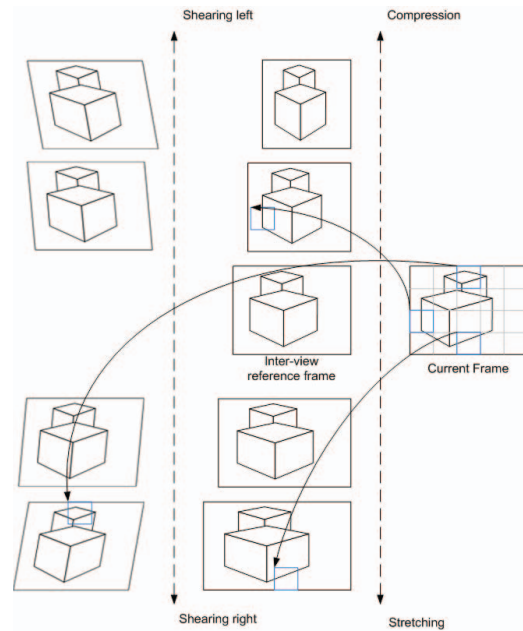 Shearing left
Compression
Inter-view
reference frame
Current Frame
Shearing right
Stretching